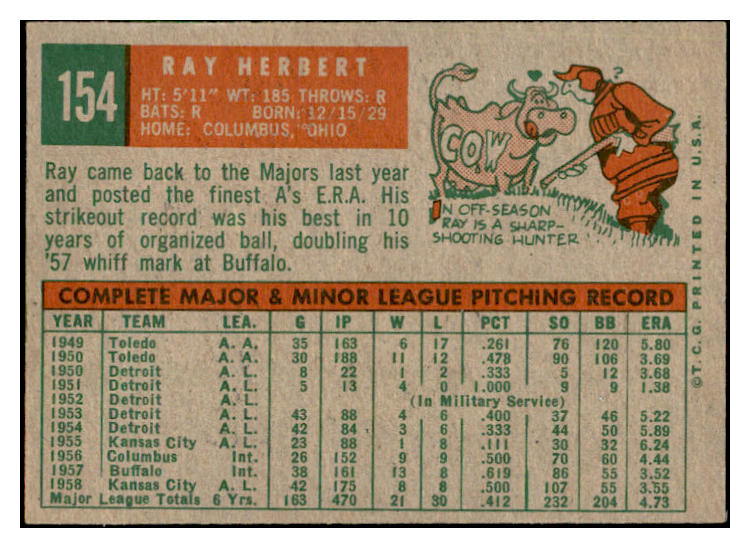 154
RAY HERBERT
HT: 5'11" WT: 185 THROWS: R
BATS: R BORN: 12/15/29
HOME: COLUMBUS, OHIO
Ray came back to the Majors last year
and posted the finest A's E.R.A. His
strikeout record was his best in 10
years of organized ball, doubling his
'57 whiff mark at Buffalo.
?
COW
IN OFF-SEASON
RAY IS A SHARP-
SHOOTING HUNTER
COMPLETE MAJOR & MINOR LEAGUE PITCHING RECORD
YEAR TEAM LEA. G IP W L PCT SO BB ERA
1949 Toledo A. A. 35 163 6 17 .261 76 120 5.80
1950 Toledo A. A. 30 188 11 12 .478 90 106 3.69
1950 Detroit A. L. 8 22 1 2 .333 5 12 3.68
1951 Detroit A. L. 5 13 4 0 1.000 9 9 1.38
1952 Detroit A. L. (In Military Service)
1953 Detroit A. L. 43 88 4 6 .400 37 46 5.22
1954 Detroit A. L. 42 84 3 6 .333 44 50 5.89
1955 Kansas City A. L. 23 88 1 8 .111 30 32 6.24
1956 Columbus Int. 26 152 9 9 .500 70 60 4.44
1957 Buffalo Int. 38 161 13 8 .619 86 55 3.52
1958 Kansas City A. L. 42 175 8 8 .500 107 55 3.55
Major League Totals 6 Yrs. 163 470 21 30 .412 232 204 4.73
©T.C.G. PRINTED IN U.S.A.